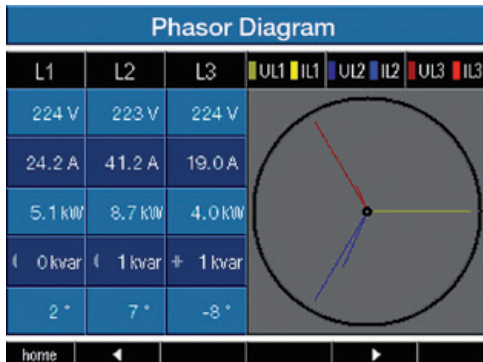 Phasor Diagram
L1 L2 L3 UL1 IL1 UL2 IL2 UL3 IL3
224 V 223 V 224 V
24.2 A 41.2 A 19.0 A
5.1 kW 8.7 kW 4.0 kW
0 kvar 1 kvar 1 kvar
2 ° 7 ° -8 °
home